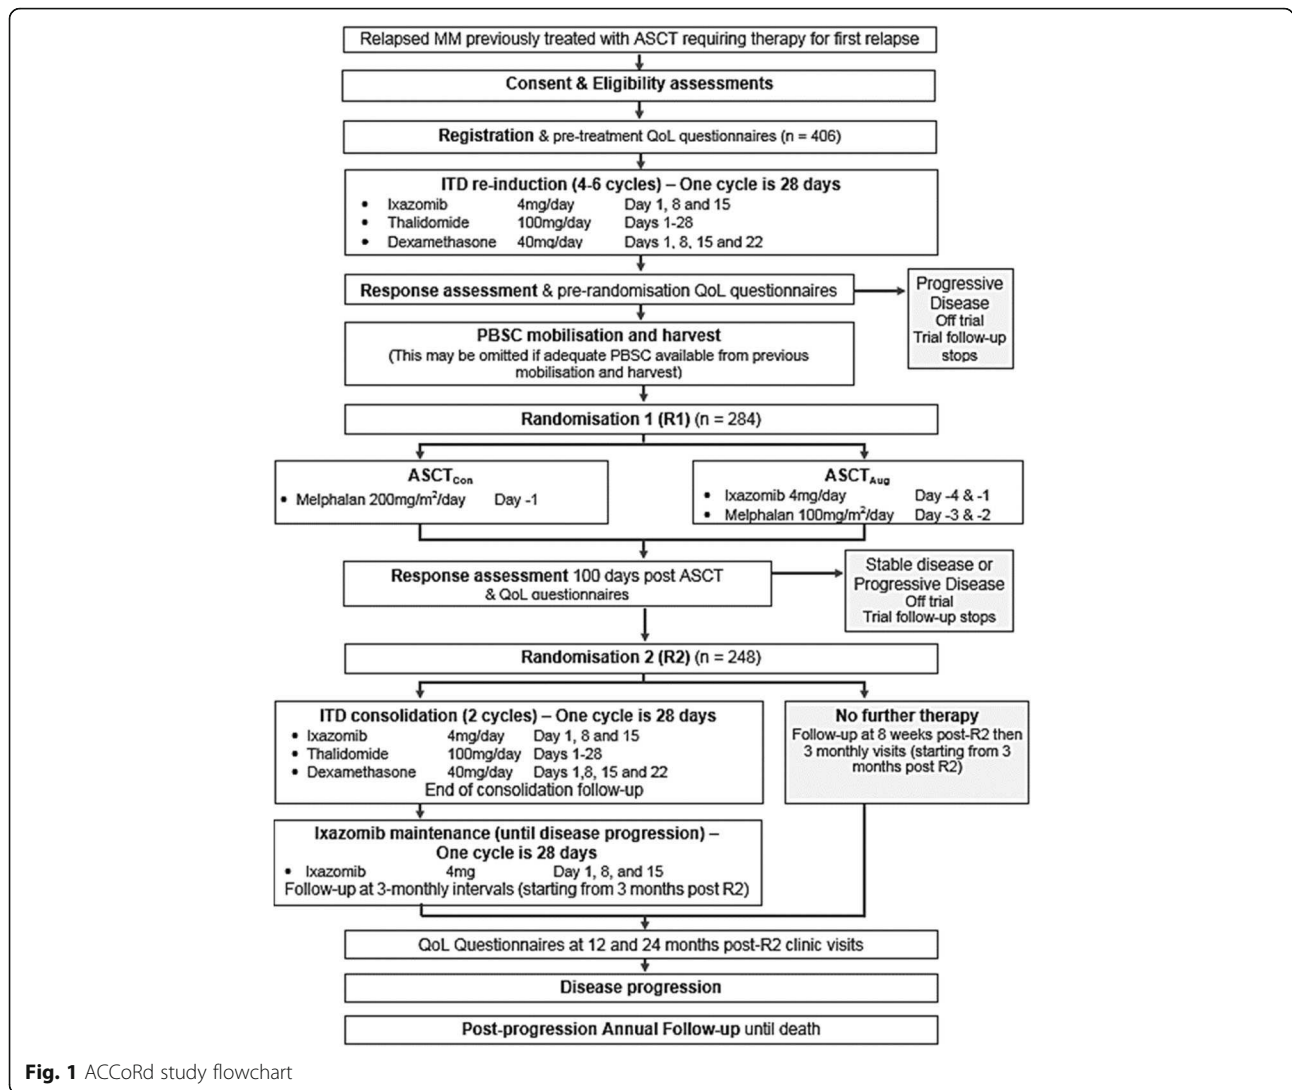 Relapsed MM previously treated with ASCT requiring therapy for first relapse
Consent & Eligibility assessments
Registration & pre-treatment QoL questionnaires (n = 406)
ITD re-induction (4-6 cycles) – One cycle is 28 days
• Ixazomib 4mg/day Day 1, 8 and 15
• Thalidomide 100mg/day Days 1-28
• Dexamethasone 40mg/day Days 1, 8, 15 and 22
Response assessment & pre-randomisation QoL questionnaires
Progressive
Disease
Off trial
Trial follow-up
stops
PBSC mobilisation and harvest
(This may be omitted if adequate PBSC available from previous
mobilisation and harvest)
Randomisation 1 (R1) (n = 284)
ASCTCon
• Melphalan 200mg/m²/day Day -1
ASCTAug
• Ixazomib 4mg/day Day -4 & -1
• Melphalan 100mg/m²/day Day -3 & -2
Response assessment 100 days post ASCT
& QoL questionnaires
Stable disease or
Progressive Disease
Off trial
Trial follow-up stops
Randomisation 2 (R2) (n = 248)
ITD consolidation (2 cycles) – One cycle is 28 days
• Ixazomib 4mg/day Day 1, 8 and 15
• Thalidomide 100mg/day Days 1-28
• Dexamethasone 40mg/day Days 1,8, 15 and 22
End of consolidation follow-up
No further therapy
Follow-up at 8 weeks post-R2 then
3 monthly visits (starting from 3
months post R2)
Ixazomib maintenance (until disease progression) –
One cycle is 28 days
• Ixazomib 4mg Day 1, 8, and 15
Follow-up at 3-monthly intervals (starting from 3 months post R2)
QoL Questionnaires at 12 and 24 months post-R2 clinic visits
Disease progression
Post-progression Annual Follow-up until death
Fig. 1 ACCoRd study flowchart